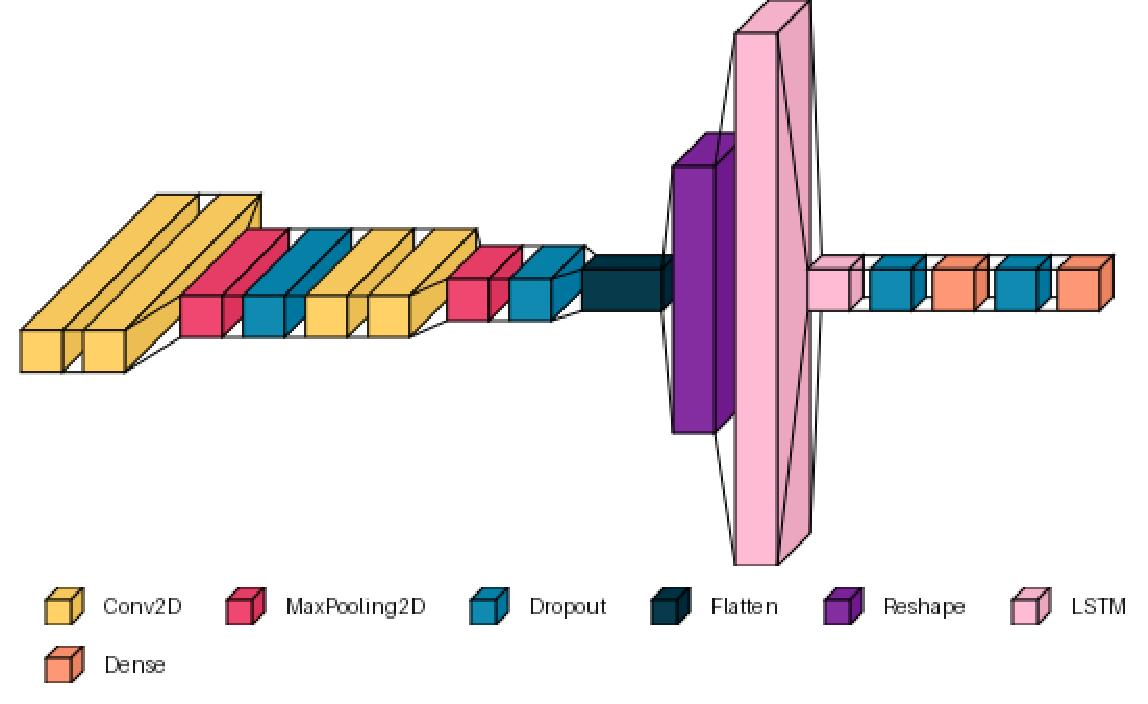 Conv2D MaxPooling2D Dropout Flatten Reshape LSTM
Dense